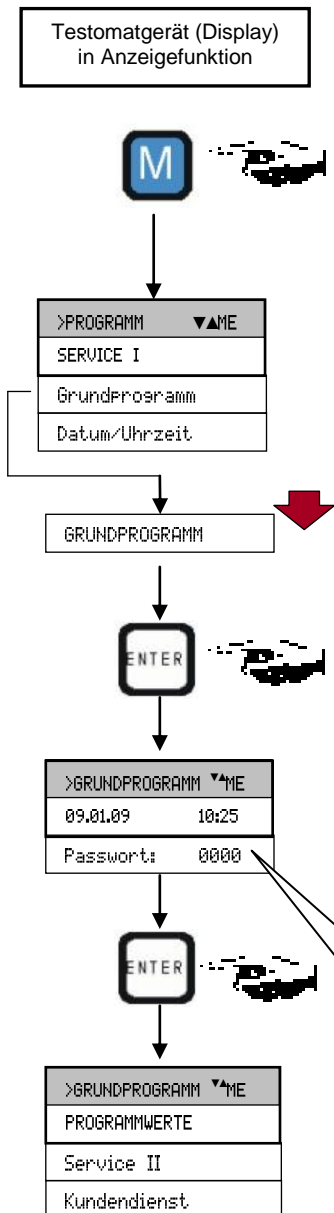 Testomatgerät (Display)
in Anzeigefunktion
M
>PROGRAMM ▼▲ME
SERVICE I
Grundprogramm
Datum/Uhrzeit
GRUNDPROGRAMM
ENTER
>GRUNDPROGRAMM ▼▲ME
09.01.09 10:25
Passwort: 0000
ENTER
>GRUNDPROGRAMM ▼▲ME
PROGRAMMWERTE
Service II
Kundendienst